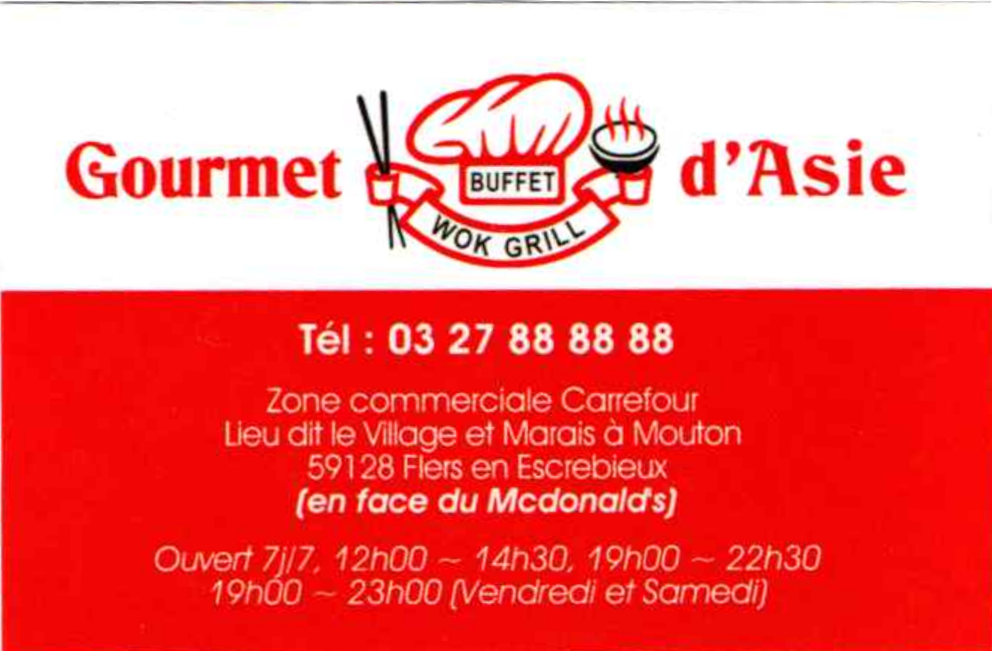 Gourmet d'Asie
BUFFET
WOK GRILL
Tél : 03 27 88 88 88
Zone commerciale Carrefour
Lieu dit le Village et Marais à Mouton
59128 Flers en Escrebieux
(en face du Mcdonald's)
Ouvert 7j/7, 12h00 ~ 14h30, 19h00 ~ 22h30
19h00 ~ 23h00 (Vendredi et Samedi)